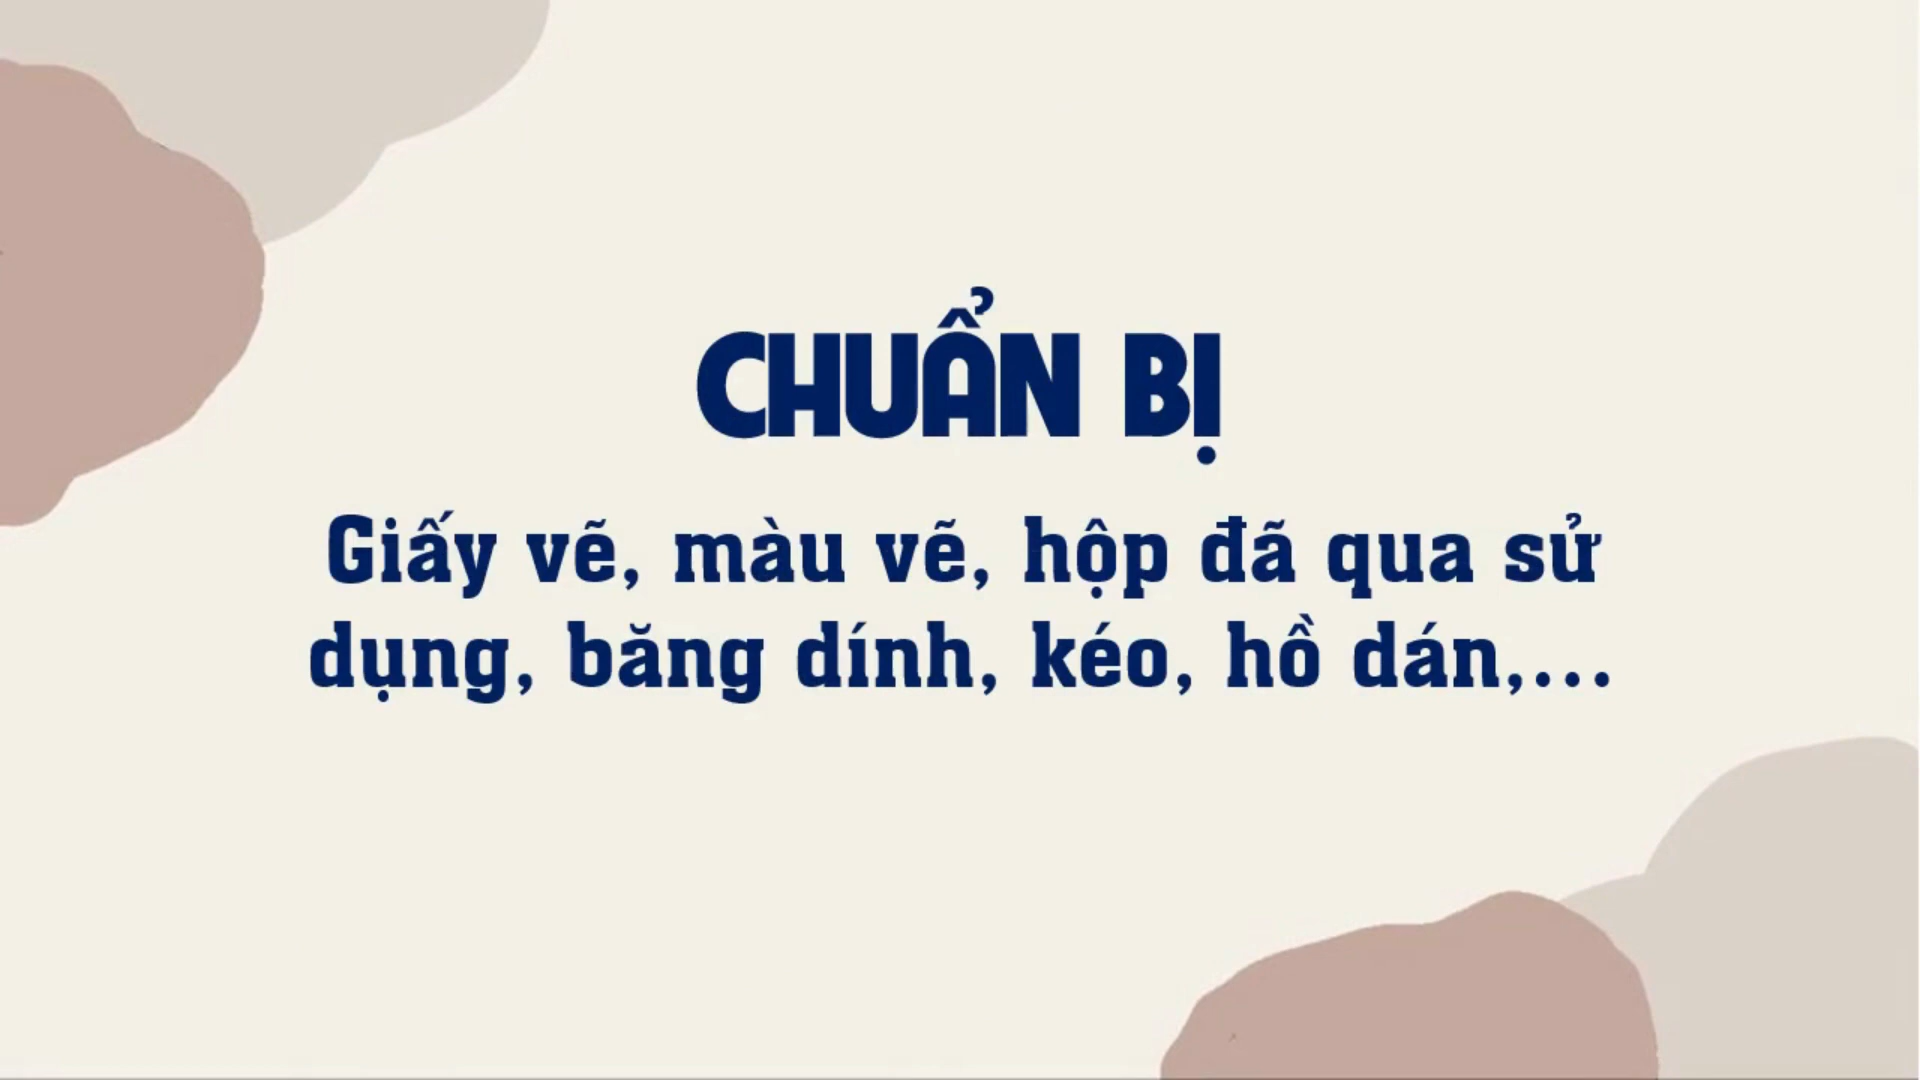 CHUẨN BỊ
Giấy vẽ, màu vẽ, hộp đã qua sử
dụng, băng dính, kéo, hồ dán,...